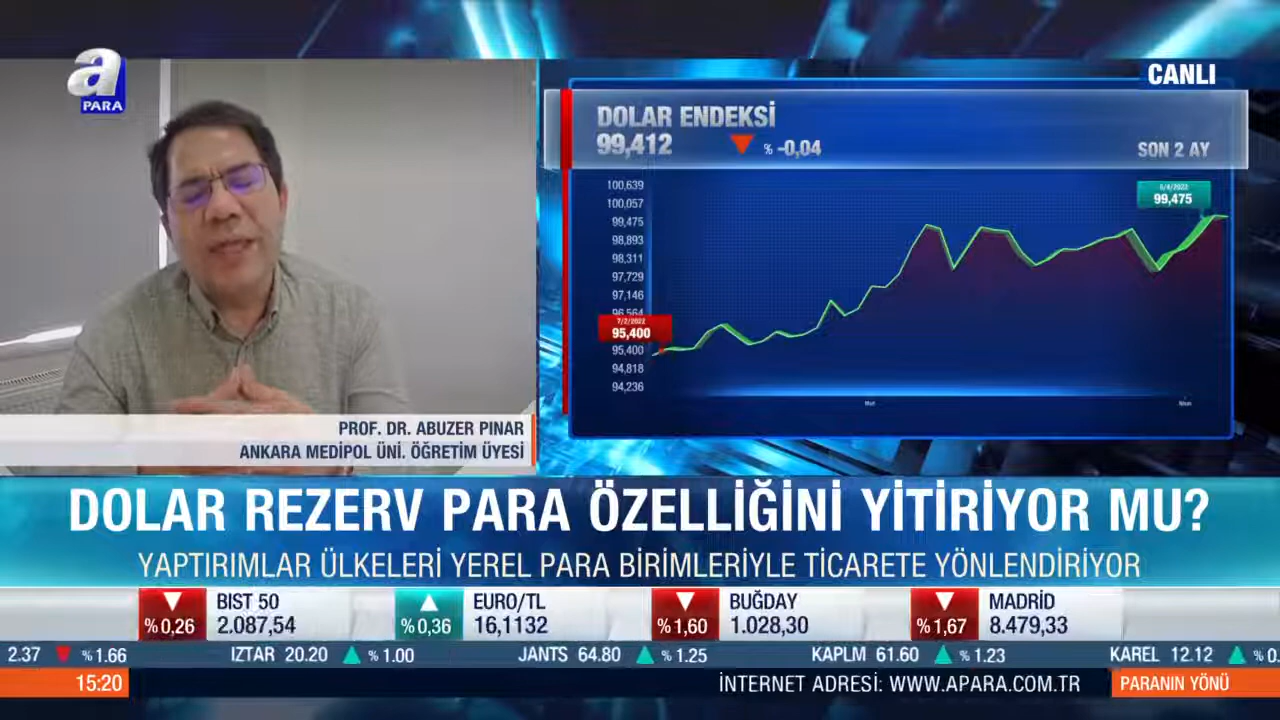 a
PARA
CANLI
DOLAR ENDEKSİ
99,412 % -0,04
SON 2 AY
100,639
100,057
99,475
98,893
98,311
97,729
97,146
96,564
95,400
94,818
94,236
7/2/2022
95,400
99,475
Mart
Nisan
PROF. DR. ABUZER PINAR
ANKARA MEDİPOL ÜNİ. ÖĞRETİM ÜYESİ
DOLAR REZERV PARA ÖZELLİĞİNİ YİTİRİYOR MU?
YAPTIRIMLAR ÜLKELERİ YEREL PARA BİRİMLERİYLE TİCARETE YÖNLENDİRİYOR
% 0,26 BIST 50 2.087,54
% 0,36 EURO/TL 16,1132
% 1,60 BUĞDAY 1.028,30
% 1,67 MADRİD 8.479,33
2.37 % 1.66 IZTAR 20.20 % 1.00 JANTS 64.80 % 1.25 KAPLM 61.60 % 1.23 KAREL 12.12 % 0.
15:20
İNTERNET ADRESİ: WWW.APARA.COM.TR
PARANIN YÖNÜ